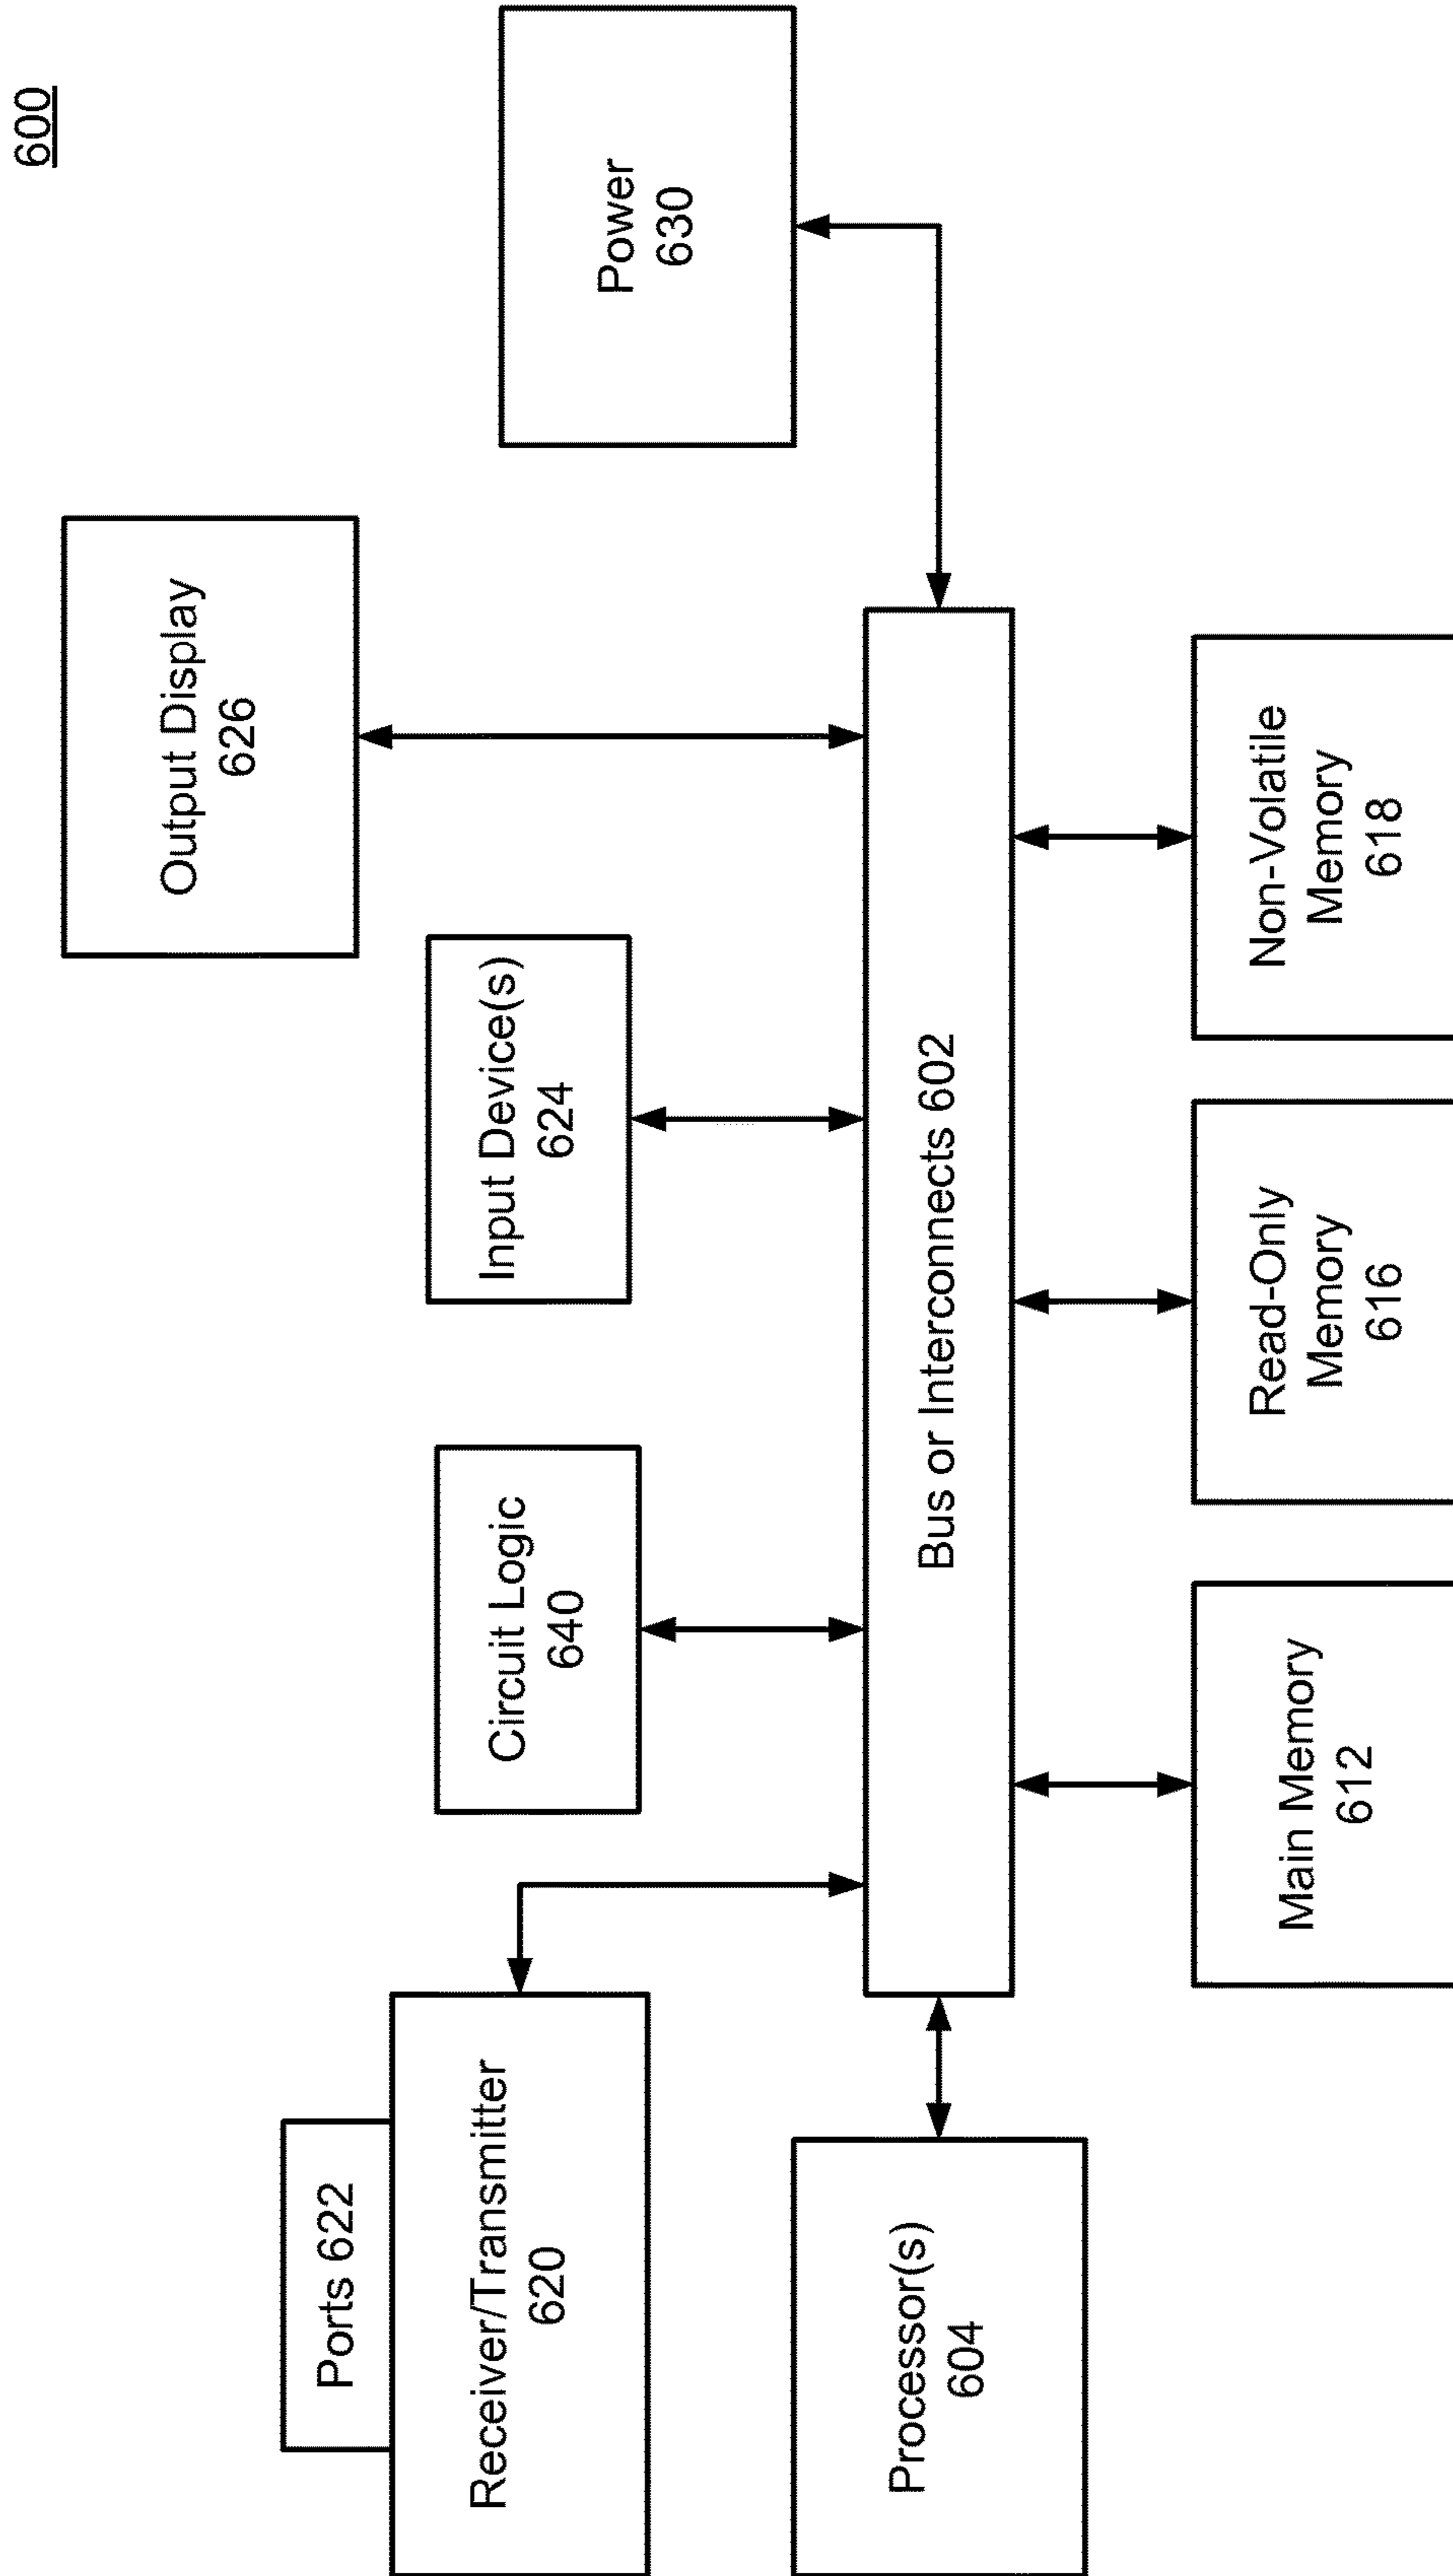 600
Ports 622
Receiver/Transmitter
620
Circuit Logic
640
Input Device(s)
624
Output Display
626
Power
630
Processor(s)
604
Bus or Interconnects 602
Main Memory
612
Read-Only
Memory
616
Non-Volatile
Memory
618